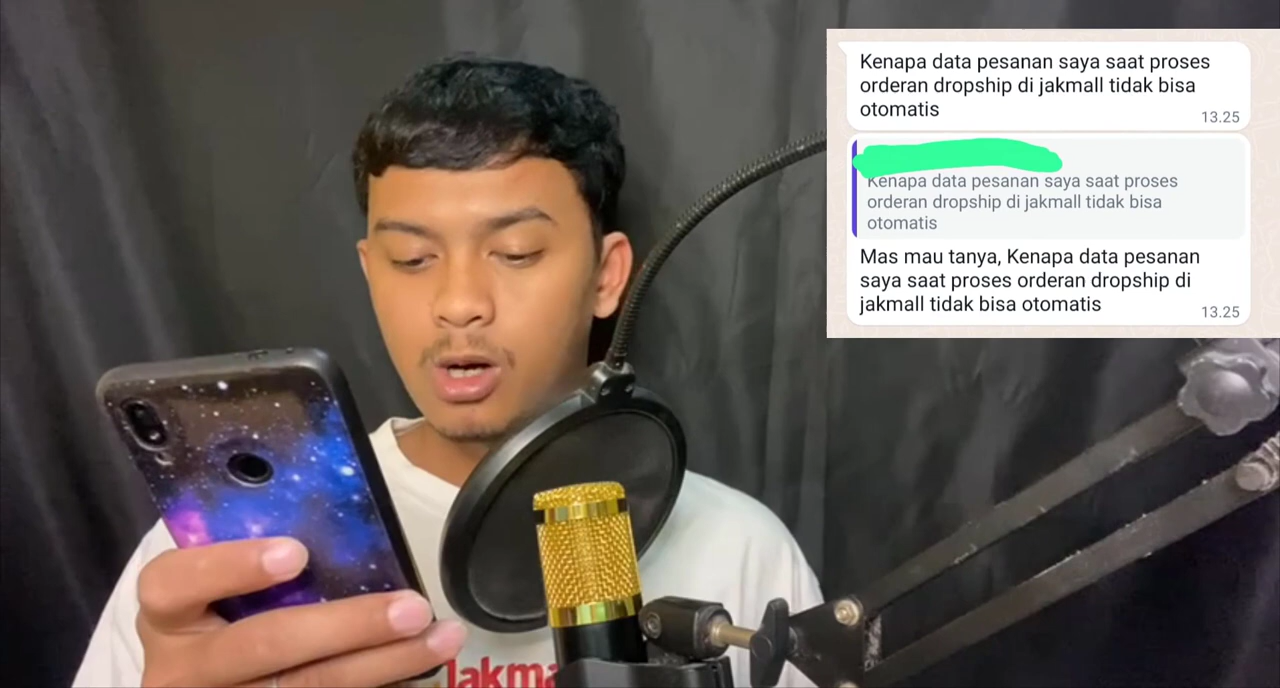 Kenapa data pesanan saya saat proses
orderan dropship di jakmall tidak bisa
otomatis
13.25
Kenapa data pesanan saya saat proses
orderan dropship di jakmall tidak bisa
otomatis
Mas mau tanya, Kenapa data pesanan
saya saat proses orderan dropship di
jakmall tidak bisa otomatis
13.25
Jakma